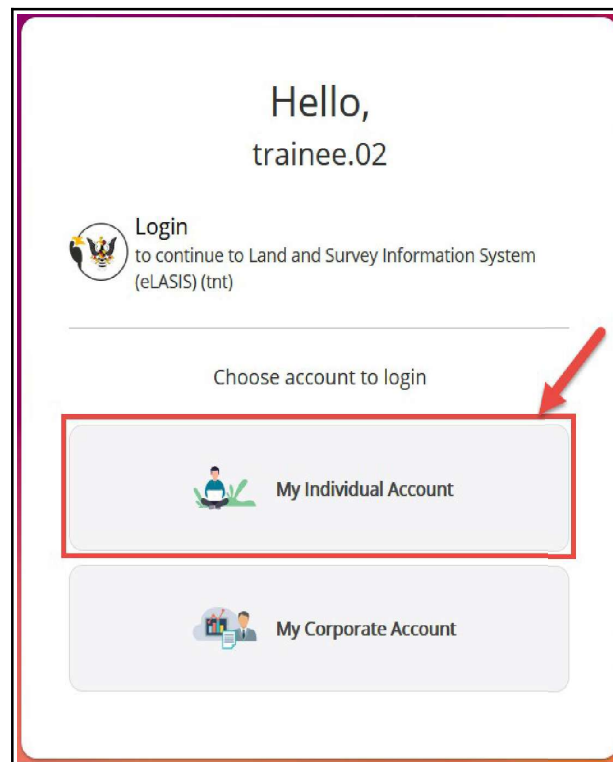 Hello,
trainee.02
Login
to continue to Land and Survey Information System
(eLASIS) (tnt)
Choose account to login
My Individual Account
My Corporate Account